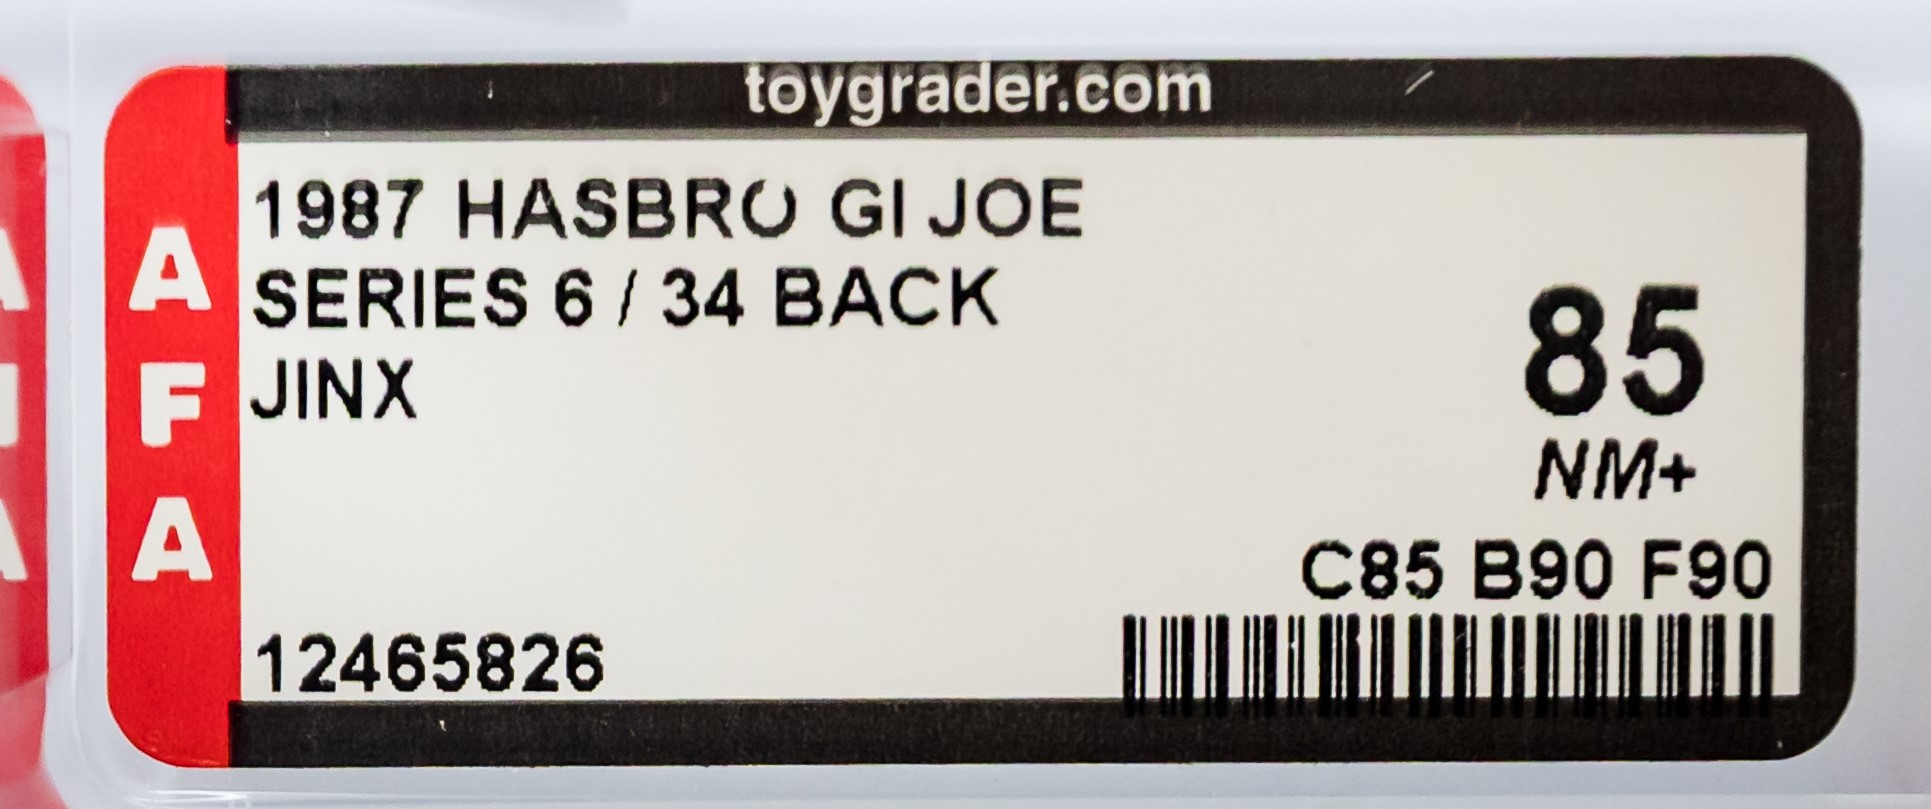 toygrader.com
AFA
1987 HASBRO GI JOE
SERIES 6 / 34 BACK
JINX
85
NM+
C85 B90 F90
12465826